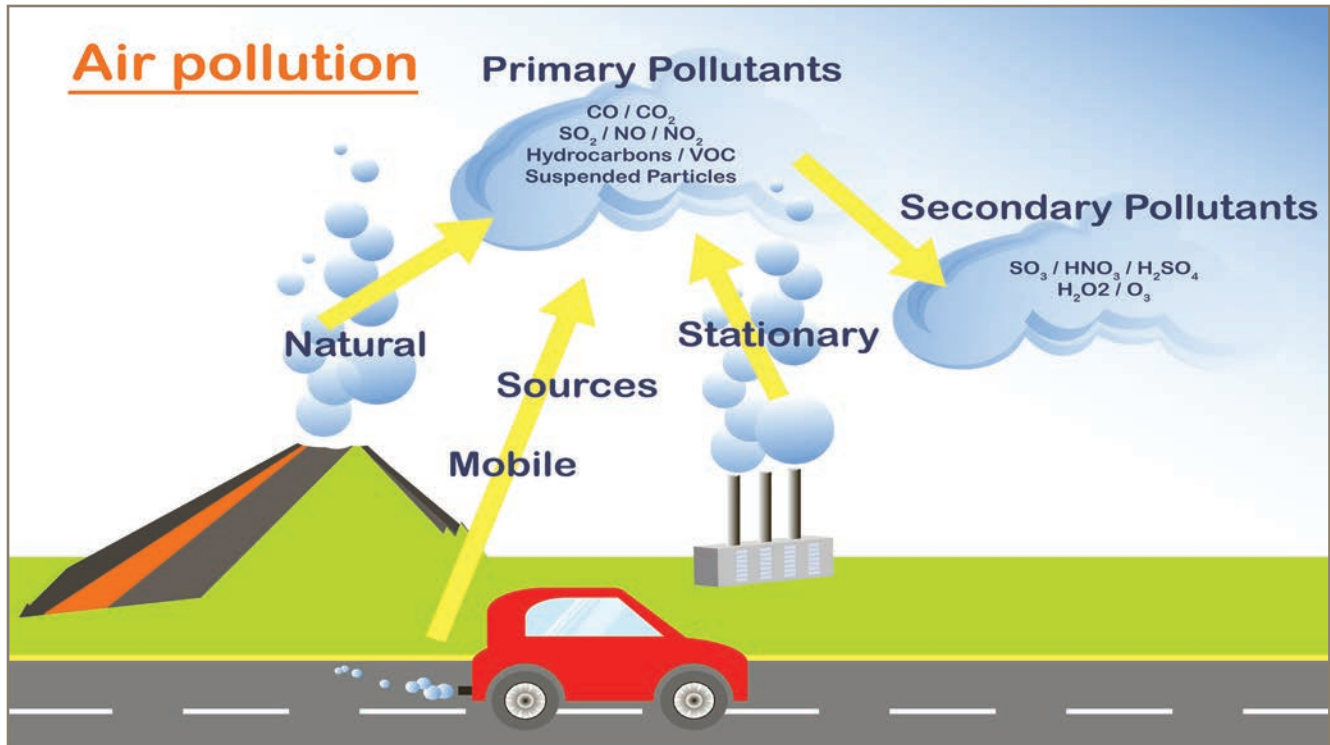 Air pollution
Primary Pollutants
CO / CO₂
SO₂ / NO / NO₂
Hydrocarbons / VOC
Suspended Particles
Secondary Pollutants
SO₃ / HNO₃ / H₂SO₄
H₂O2 / O₃
Natural
Stationary
Sources
Mobile